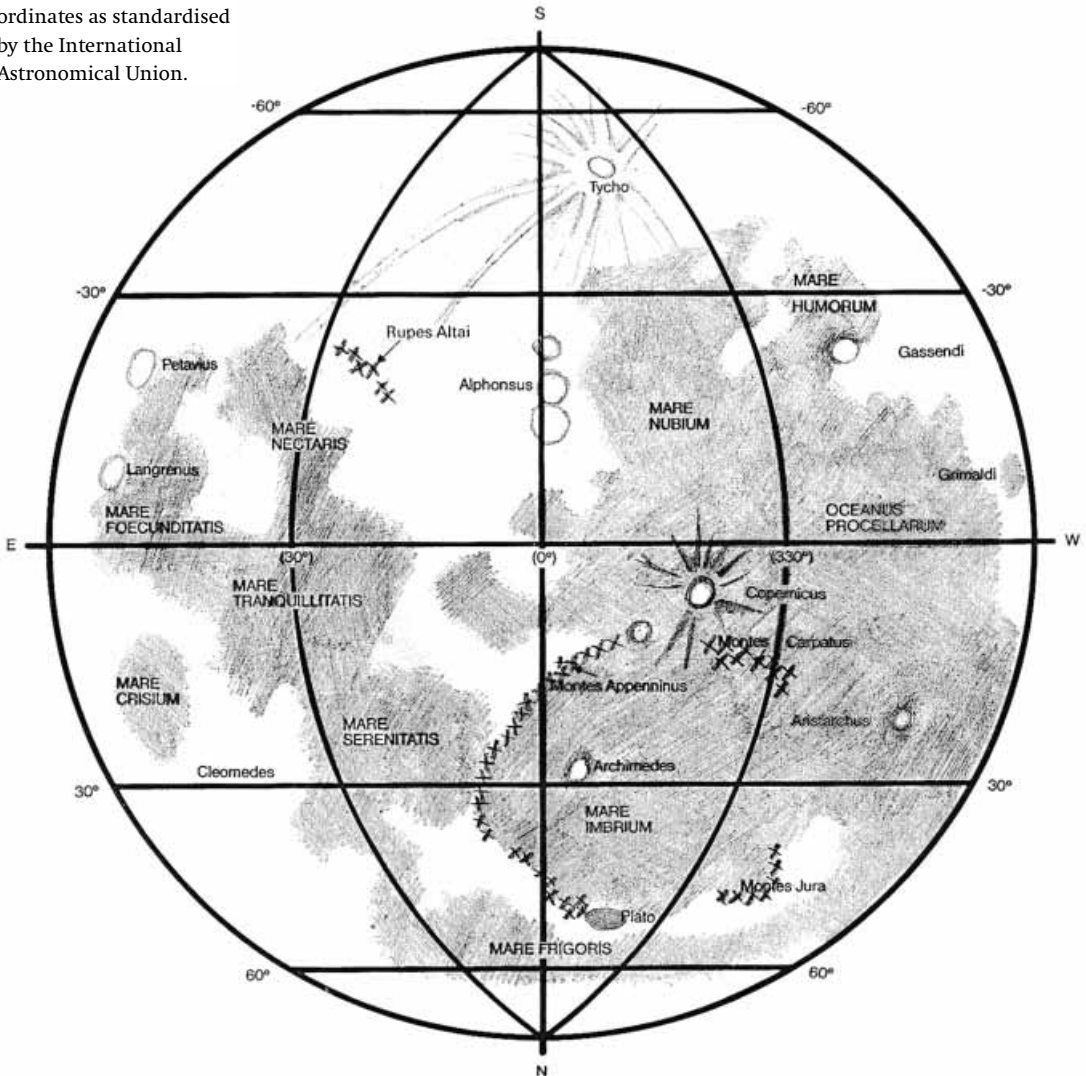 ordinates as standardised
by the International
Astronomical Union.
S
-60°
-60°
Tycho
-30°
-30°
MARE
HUMORUM
Rupes Altai
Petavius
Gassendi
Alphonsus
MARE
NUBIUM
MARE
NECTARIS
Langrenus
Grimaldi
MARE
FOECUNDITATIS
OCEANUS
PROCELLARUM
E
W
(30°)
(0°)
(330°)
MARE
TRANQUILLITATIS
Copernicus
Montes Carpatus
MARE
CRISIUM
Montes Appenninus
MARE
SERENITATIS
Aristarchus
Cleomedes
Archimedes
30°
30°
MARE
IMBRIUM
Montes Jura
Plato
MARE FRIGORIS
60°
60°
N